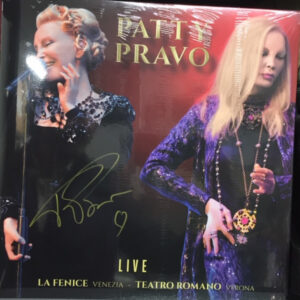 PATTY
PRAVO
LIVE
LA FENICE VENEZIA - TEATRO ROMANO VERONA